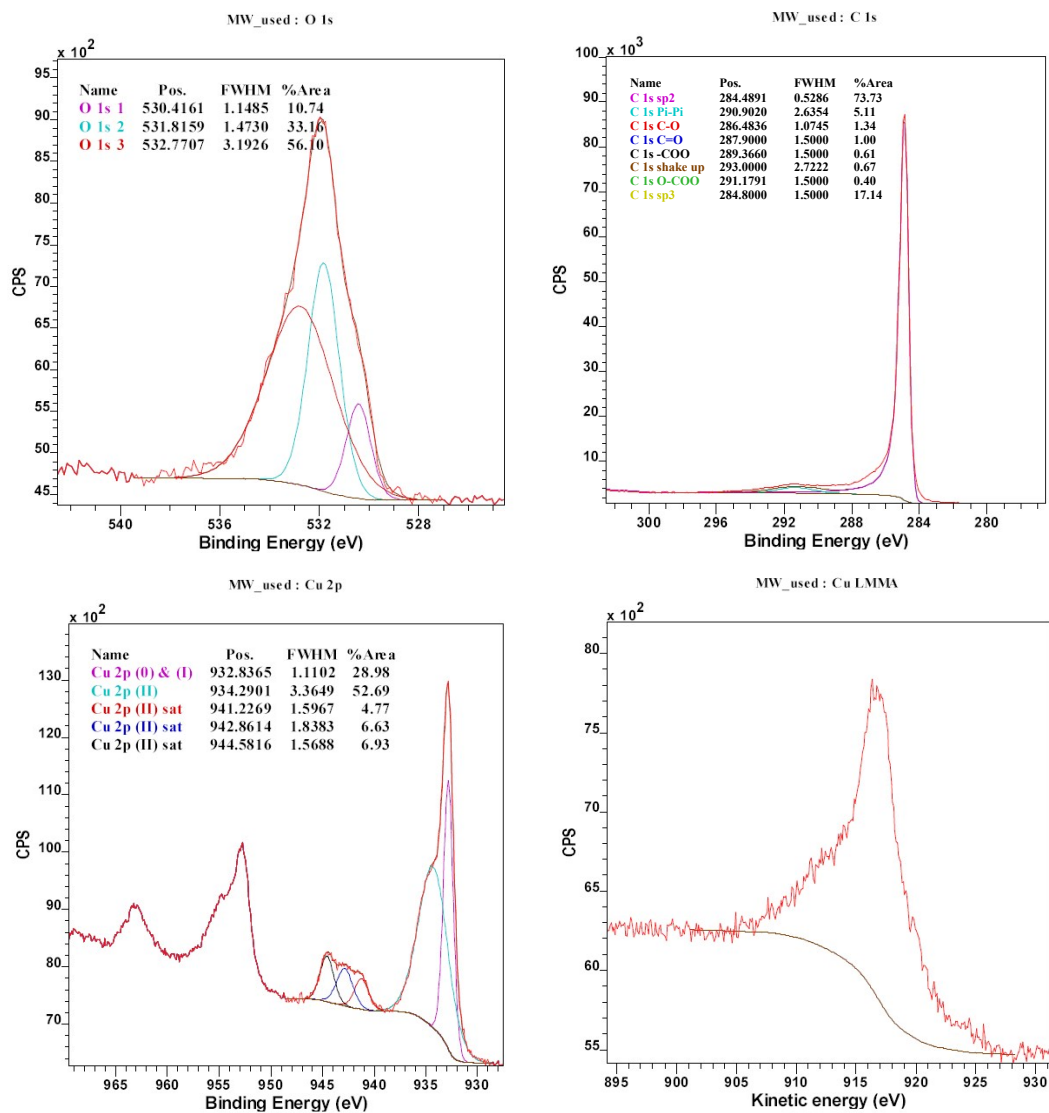 MW_used : O 1s
x 10²
Name Pos. FWHM %Area
O 1s 1 530.4161 1.1485 10.74
O 1s 2 531.8159 1.4730 33.16
O 1s 3 532.7707 3.1926 56.10
95
90
85
80
75
70
65
60
55
50
45
CPS
540 536 532 528
Binding Energy (eV)
MW_used : C 1s
x 10³
Name Pos. FWHM %Area
C 1s sp2 284.4891 0.5286 73.73
C 1s Pi-Pi 290.9020 2.6354 5.11
C 1s C-O 286.4836 1.0745 1.34
C 1s C=O 287.9000 1.5000 1.00
C 1s -COO 289.3660 1.5000 0.61
C 1s shake up 293.0000 2.7222 0.67
C 1s O-COO 291.1791 1.5000 0.40
C 1s sp3 284.8000 1.5000 17.14
100
90
80
70
60
50
40
30
20
10
CPS
300 296 292 288 284 280
Binding Energy (eV)
MW_used : Cu 2p
x 10²
Name Pos. FWHM %Area
Cu 2p (0) & (I) 932.8365 1.1102 28.98
Cu 2p (II) 934.2901 3.3649 52.69
Cu 2p (II) sat 941.2269 1.5967 4.77
Cu 2p (II) sat 942.8614 1.8383 6.63
Cu 2p (II) sat 944.5816 1.5688 6.93
130
120
110
100
90
80
70
CPS
965 960 955 950 945 940 935 930
Binding Energy (eV)
MW_used : Cu LMMA
x 10²
80
75
70
65
60
55
CPS
895 900 905 910 915 920 925 930
Kinetic energy (eV)